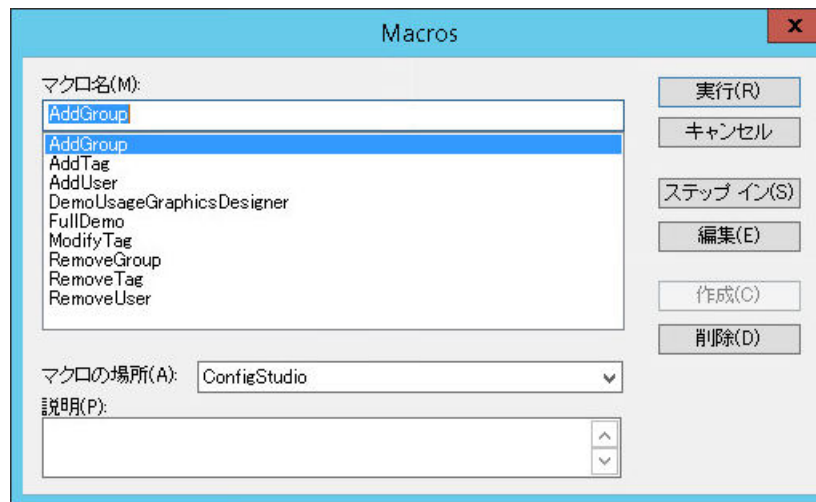 Macros
x
マクロ名(M):
AddGroup
AddGroup
AddTag
AddUser
DemoUsageGraphicsDesigner
FullDemo
ModifyTag
RemoveGroup
RemoveTag
RemoveUser
実行(R)
キャンセル
ステップ イン(S)
編集(E)
作成(C)
削除(D)
マクロの場所(A):
ConfigStudio
説明(P):